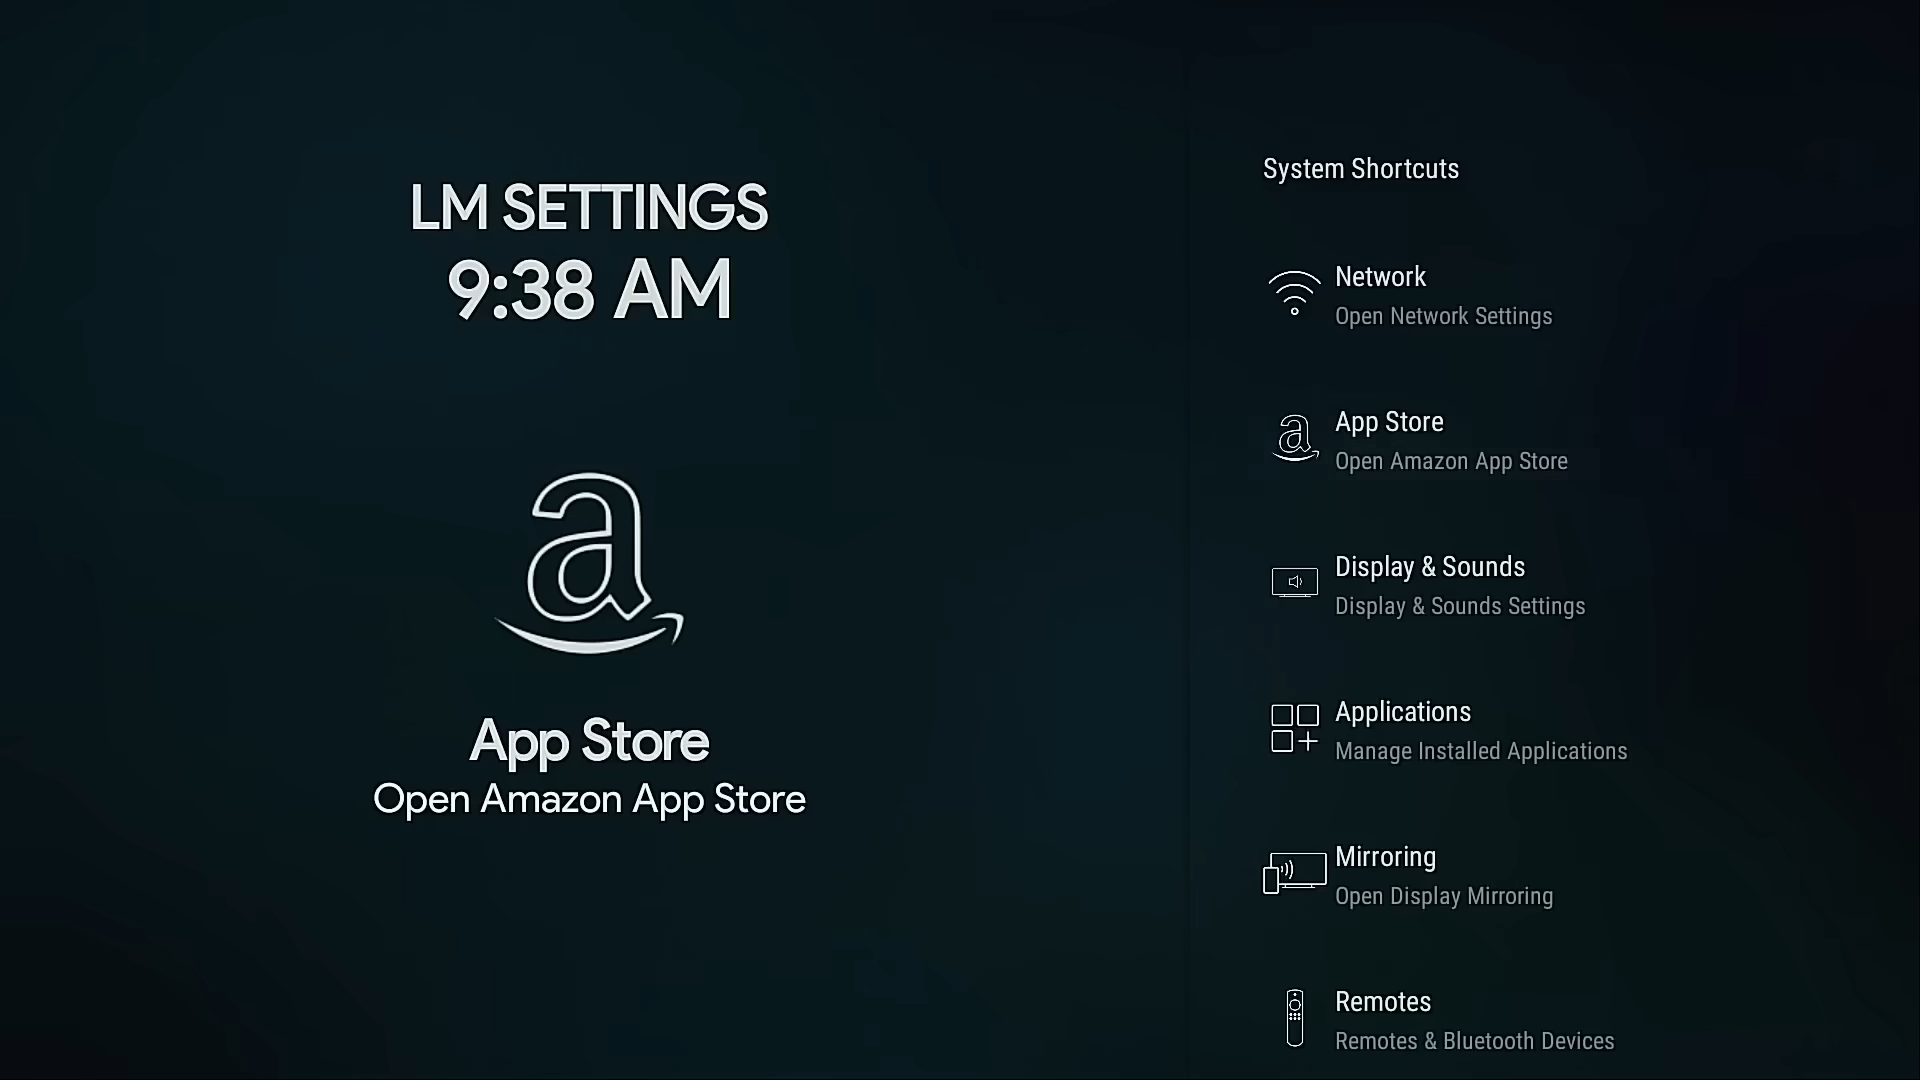 LM SETTINGS
9:38 AM
App Store
Open Amazon App Store
System Shortcuts
Network
Open Network Settings
App Store
Open Amazon App Store
Display & Sounds
Display & Sounds Settings
Applications
Manage Installed Applications
Mirroring
Open Display Mirroring
Remotes
Remotes & Bluetooth Devices